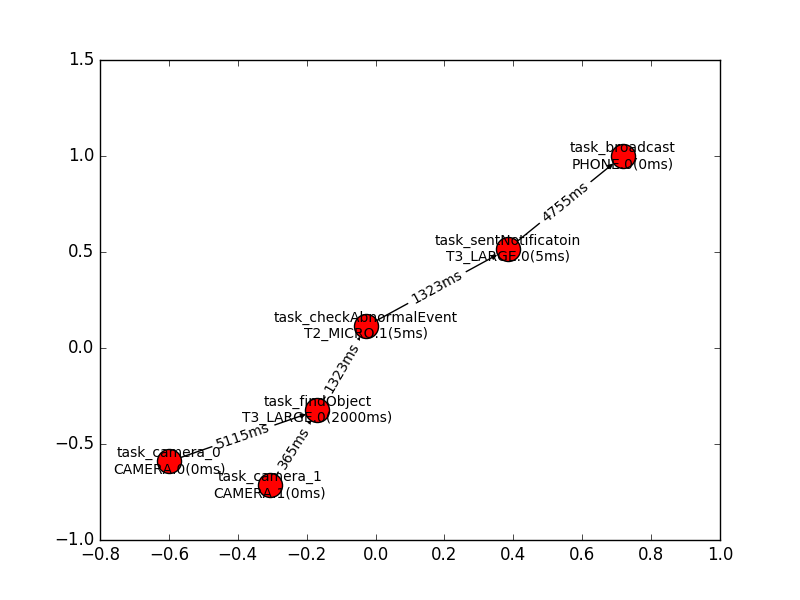 1.5
1.0
0.5
0.0
−0.5
−1.0
−0.8
−0.6
−0.4
−0.2
0.0
0.2
0.4
0.6
0.8
1.0
task_broadcast
PHONE.0(0ms)
4755ms
task_sentNotificatoin
T3_LARGE.0(5ms)
1323ms
task_checkAbnormalEvent
T2_MICRO.1(5ms)
1323ms
task_findObject
T3_LARGE.0(2000ms)
5115ms
365ms
task_camera_0
CAMERA.0(0ms)
task_camera_1
CAMERA.1(0ms)